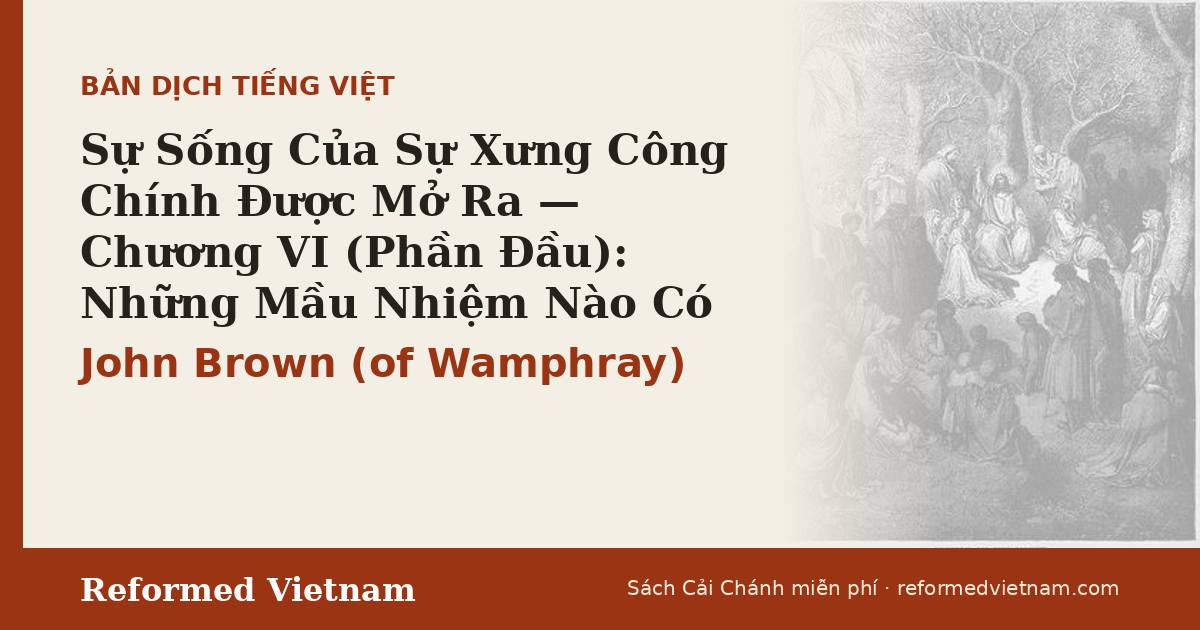 BẢN DỊCH TIẾNG VIỆT
Sự Sống Của Sự Xưng Công
Chính Được Mở Ra —
Chương VI (Phần Đầu):
Những Mầu Nhiệm Nào Có
John Brown (of Wamphray)
Reformed Vietnam
Sách Cải Chánh miễn phí · reformedvietnam.com